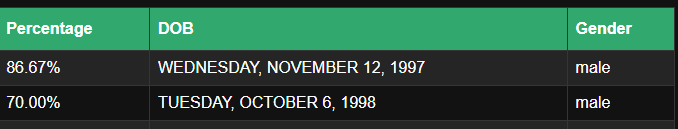 Percentage DOB Gender
86.67% WEDNESDAY, NOVEMBER 12, 1997 male
70.00% TUESDAY, OCTOBER 6, 1998 male